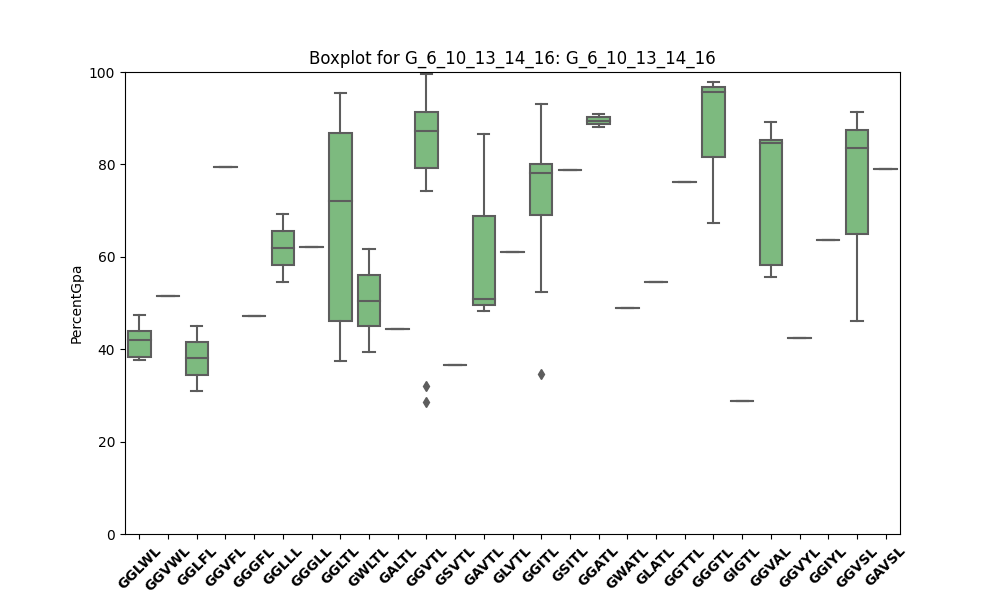 Boxplot for G_6_10_13_14_16: G_6_10_13_14_16
PercentGpa
100
80
60
40
20
0
GGLWL
GGVWL
GGLFL
GGVFL
GGGFL
GGLLL
GGGLL
GGLTL
GWLTL
GALTL
GGVTL
GSVTL
GAVTL
GLVTL
GGITL
GSITL
GGATL
GWATL
GLATL
GGTTL
GGGTL
GIGTL
GGVAL
GGVYL
GGIYL
GGVSL
GAVSL